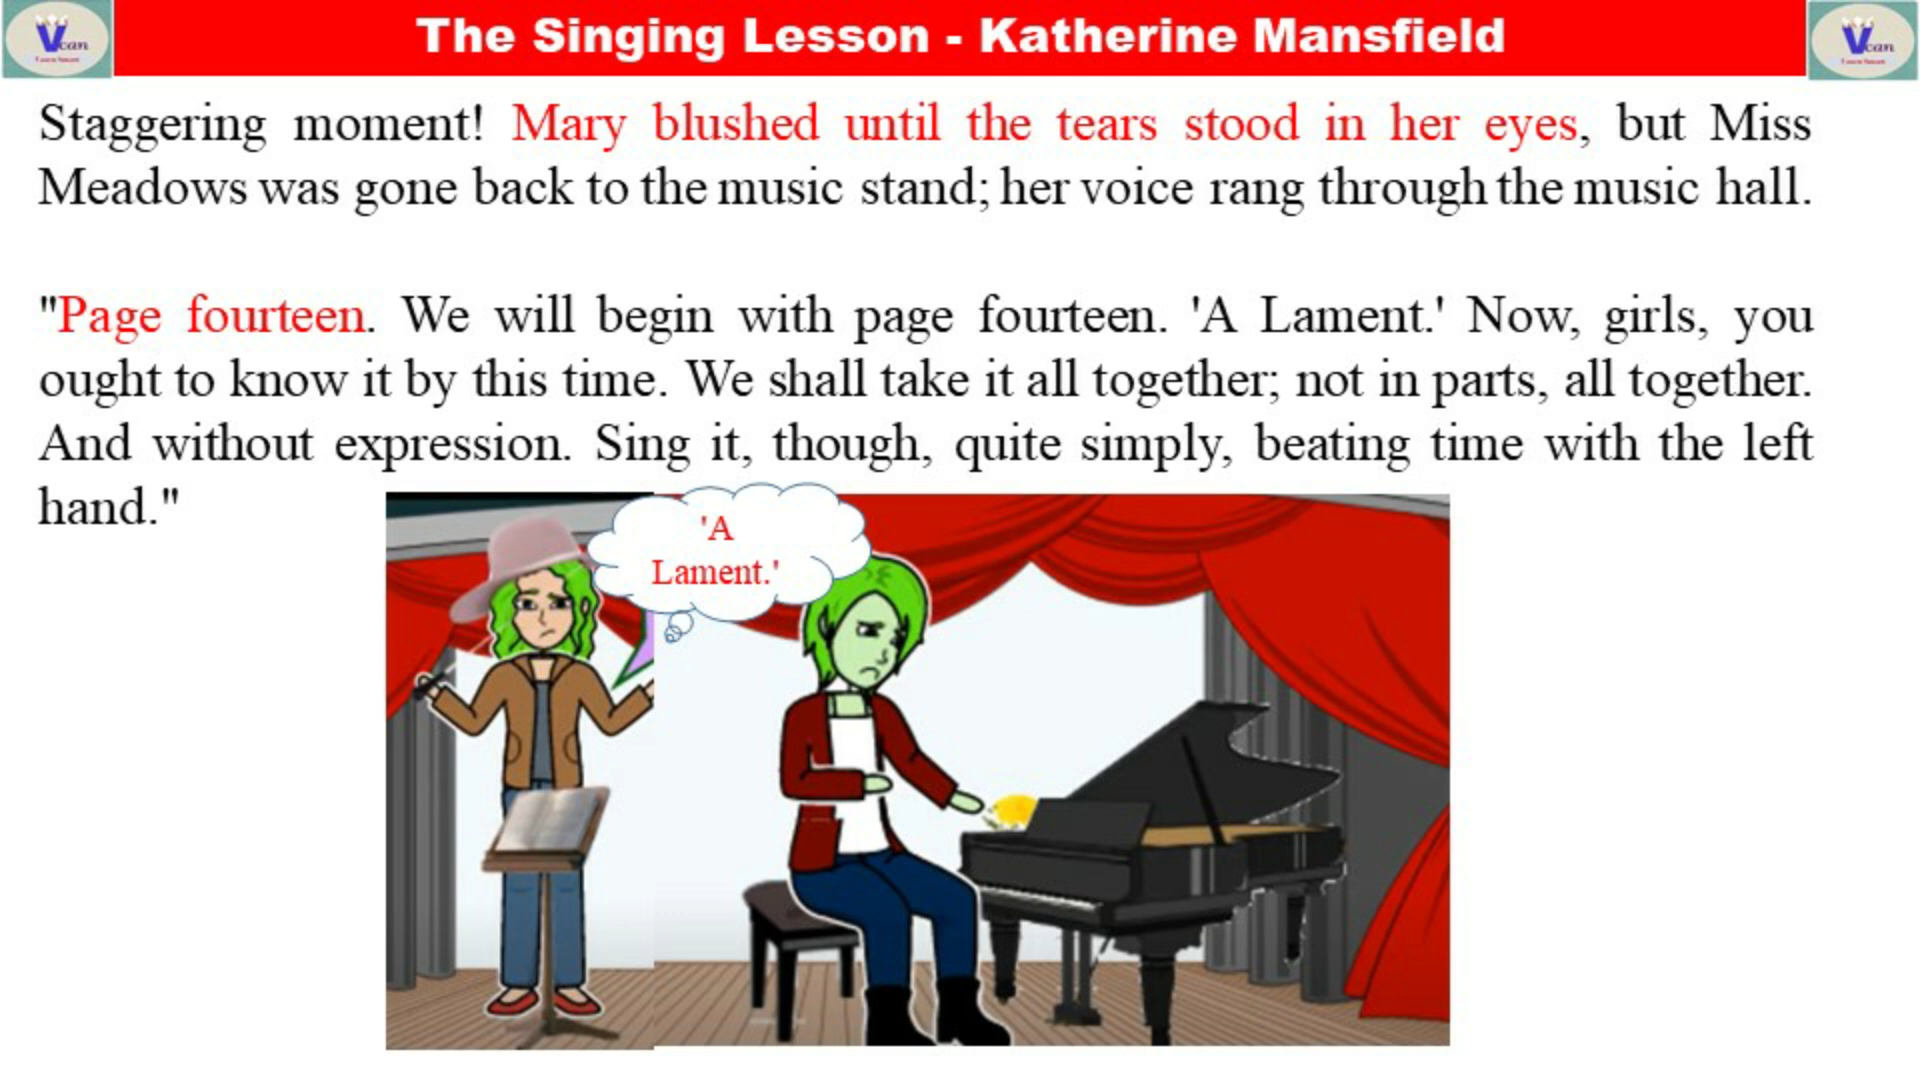 Vcan
The Singing Lesson - Katherine Mansfield
Vcan
Staggering moment! Mary blushed until the tears stood in her eyes, but Miss
Meadows was gone back to the music stand; her voice rang through the music hall.
"Page fourteen. We will begin with page fourteen. 'A Lament.' Now, girls, you
ought to know it by this time. We shall take it all together; not in parts, all together.
And without expression. Sing it, though, quite simply, beating time with the left
hand."
'A
Lament.'